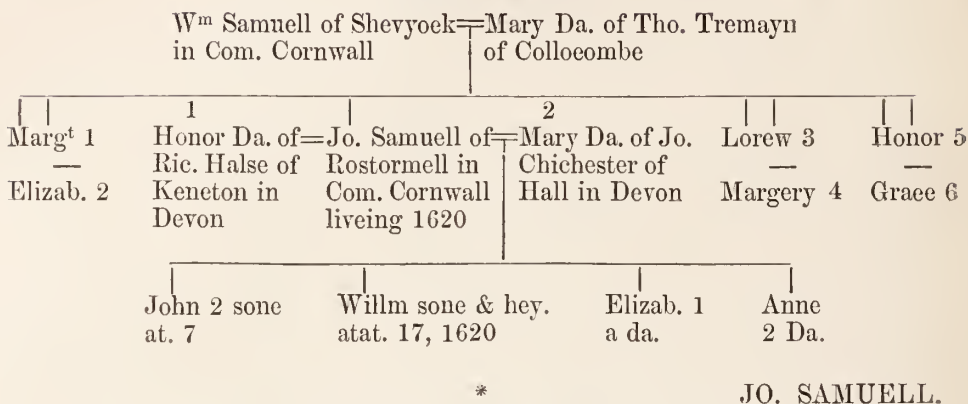 Wᵐ Samuell of Shevyock=Mary Da. of Tho. Tremayn
in Com. Cornwall of Collocombe
1 2
Margᵗ 1 Honor Da. of=Jo. Samuell of=Mary Da. of Jo. Lorew 3 Honor 5
— Ric. Halse of Rostormell in Chichester of — —
Elizab. 2 Keneton in Com. Cornwall Hall in Devon Margery 4 Grace 6
Devon liveing 1620
John 2 sone Willm sone & hey. Elizab. 1 Anne
at. 7 atat. 17, 1620 a da. 2 Da.
* JO. SAMUELL.